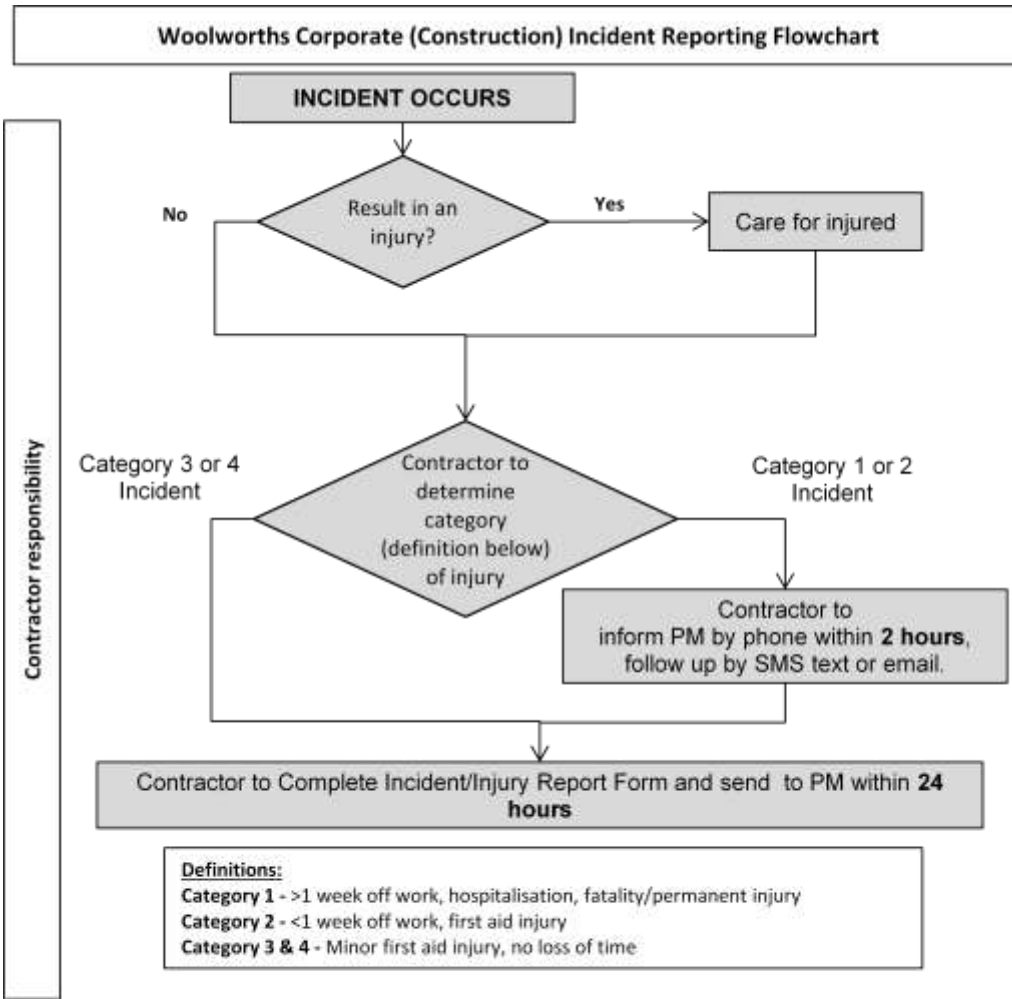 Woolworths Corporate (Construction) Incident Reporting Flowchart
INCIDENT OCCURS
Result in an
injury?
No
Yes
Care for injured
Contractor responsibility
Category 3 or 4
Incident
Contractor to
determine
category
(definition below)
of injury
Category 1 or 2
Incident
Contractor to
inform PM by phone within 2 hours,
follow up by SMS text or email.
Contractor to Complete Incident/Injury Report Form and send to PM within 24
hours
Definitions:
Category 1 - >1 week off work, hospitalisation, fatality/permanent injury
Category 2 - <1 week off work, first aid injury
Category 3 & 4 - Minor first aid injury, no loss of time